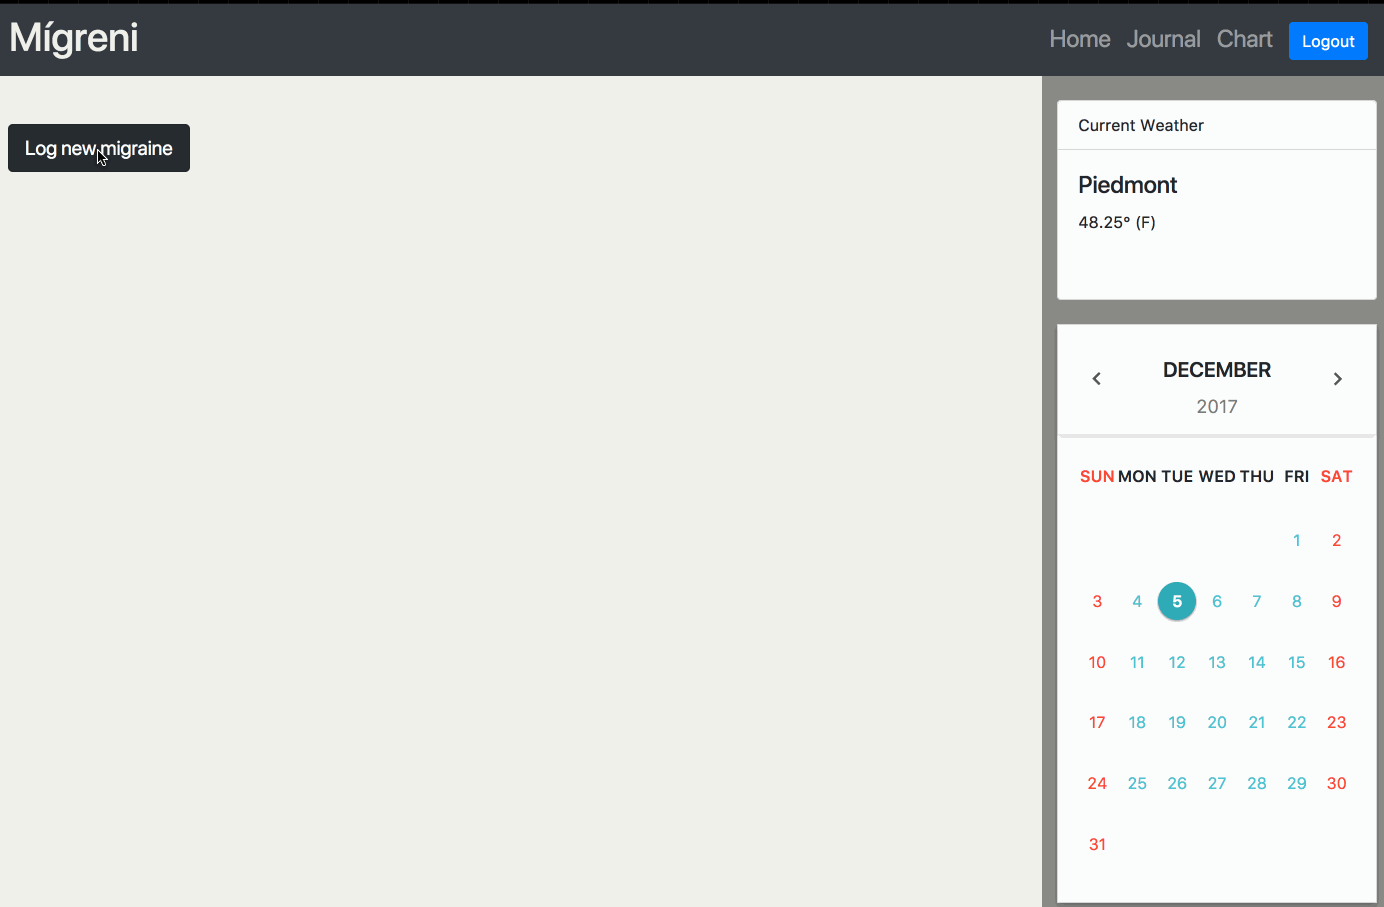 Mígreni
Home Journal Chart Logout
Log new migraine
Current Weather
Piedmont
48.25° (F)
DECEMBER
2017
SUN MON TUE WED THU FRI SAT
1 2
3 4 5 6 7 8 9
10 11 12 13 14 15 16
17 18 19 20 21 22 23
24 25 26 27 28 29 30
31